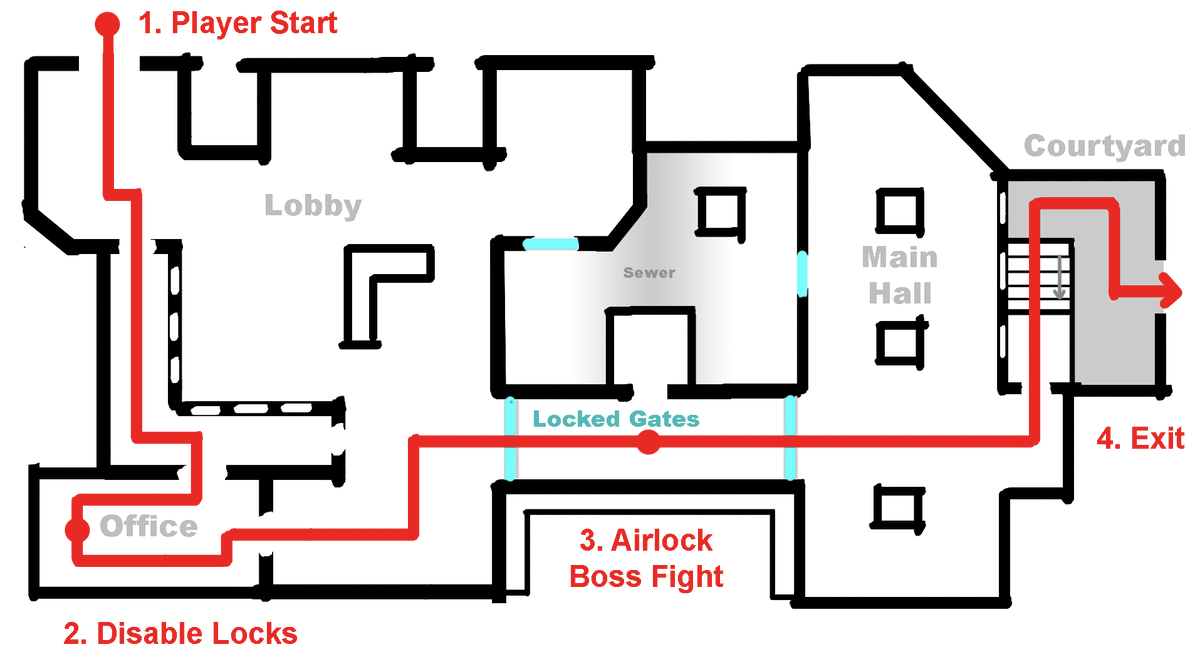 1. Player Start
Courtyard
Lobby
Sewer
Main
Hall
Locked Gates
4. Exit
Office
3. Airlock
Boss Fight
2. Disable Locks